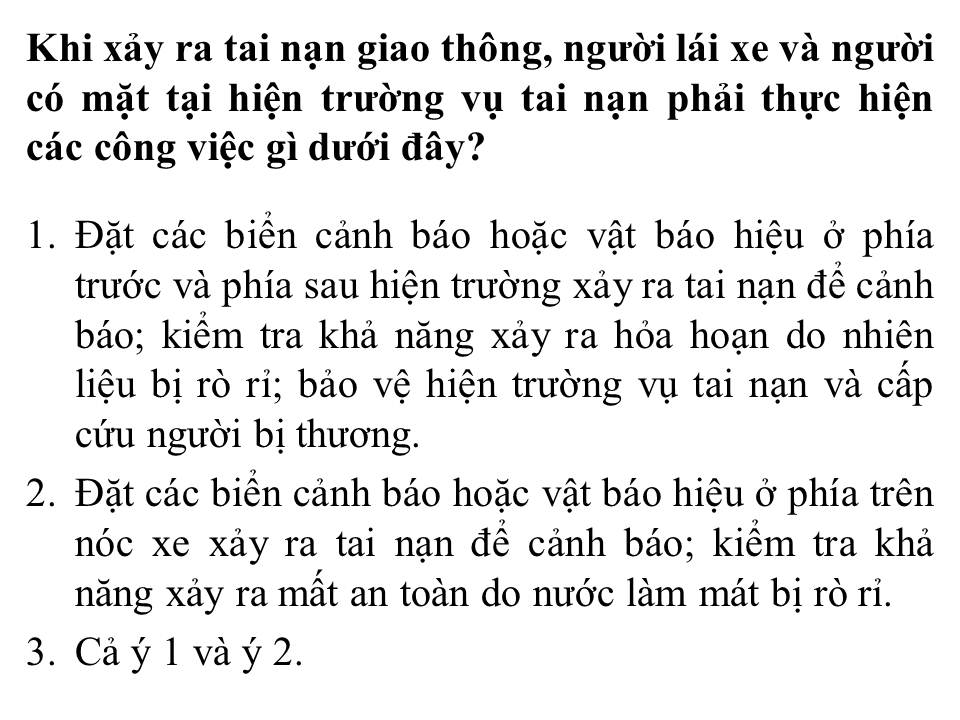 Khi xảy ra tai nạn giao thông, người lái xe và người
có mặt tại hiện trường vụ tai nạn phải thực hiện
các công việc gì dưới đây?
1. Đặt các biển cảnh báo hoặc vật báo hiệu ở phía
trước và phía sau hiện trường xảy ra tai nạn để cảnh
báo; kiểm tra khả năng xảy ra hỏa hoạn do nhiên
liệu bị rò rỉ; bảo vệ hiện trường vụ tai nạn và cấp
cứu người bị thương.
2. Đặt các biển cảnh báo hoặc vật báo hiệu ở phía trên
nóc xe xảy ra tai nạn để cảnh báo; kiểm tra khả
năng xảy ra mất an toàn do nước làm mát bị rò rỉ.
3. Cả ý 1 và ý 2.